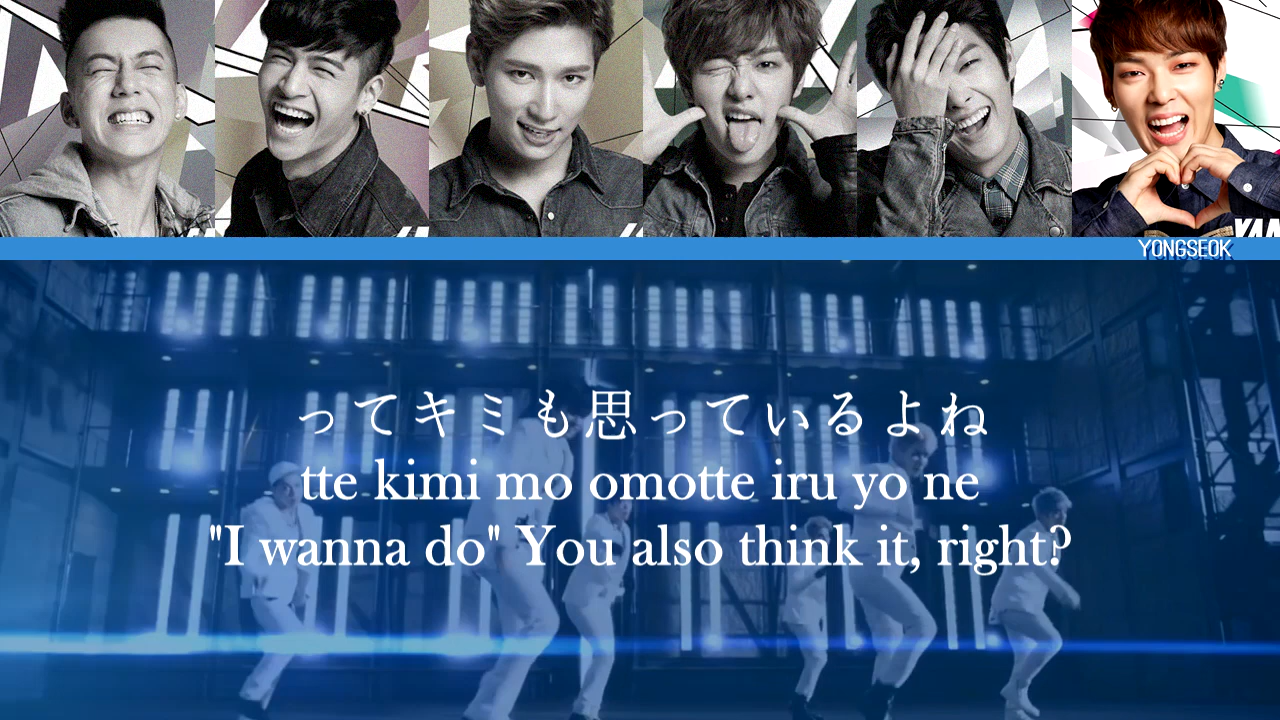 YAN
YONGSEOK
ってキミも思っているよね
tte kimi mo omotte iru yo ne
"I wanna do" You also think it, right?